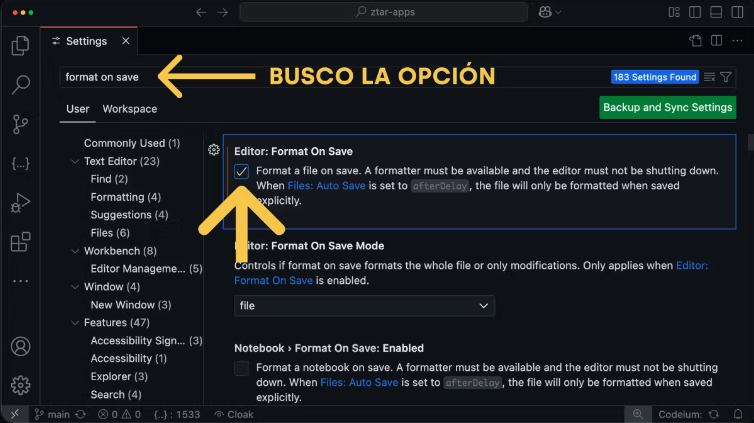 ztar-apps
Settings
format on save
BUSCO LA OPCIÓN
183 Settings Found
User
Workspace
Backup and Sync Settings
Commonly Used (1)
Text Editor (23)
Find (2)
Formatting (4)
Suggestions (4)
Files (6)
Workbench (8)
Editor Manageme... (5)
Window (4)
New Window (3)
Features (47)
Accessibility Sign... (3)
Accessibility (1)
Explorer (3)
Search (4)
Editor: Format On Save
Format a file on save. A formatter must be available and the editor must not be shutting down.
When Files: Auto Save is set to afterDelay, the file will only be formatted when saved
explicitly.
Editor: Format On Save Mode
Controls if format on save formats the whole file or only modifications. Only applies when Editor:
Format On Save is enabled.
file
Notebook › Format On Save: Enabled
Format a notebook on save. A formatter must be available and the editor must not be shutting
down. When Files: Auto Save is set to afterDelay, the file will only be formatted when saved
explicitly.
main
0
0
{..} : 1533
Cloak
Codeium: {..}